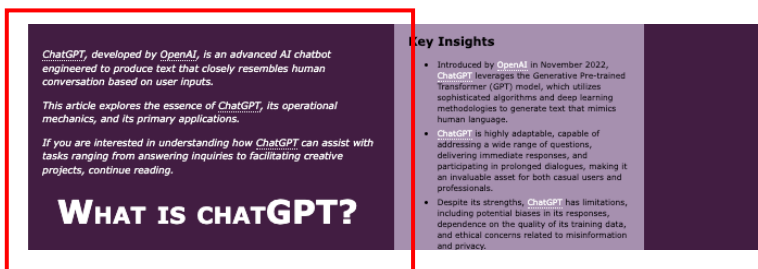 ChatGPT, developed by OpenAI, is an advanced AI chatbot
engineered to produce text that closely resembles human
conversation based on user inputs.
This article explores the essence of ChatGPT, its operational
mechanics, and its primary applications.
If you are interested in understanding how ChatGPT can assist with
tasks ranging from answering inquiries to facilitating creative
projects, continue reading.
What is chatGPT?
Key Insights
• Introduced by OpenAI in November 2022,
ChatGPT leverages the Generative Pre-trained
Transformer (GPT) model, which utilizes
sophisticated algorithms and deep learning
methodologies to generate text that mimics
human language.
• ChatGPT is highly adaptable, capable of
addressing a wide range of questions,
delivering immediate responses, and
participating in prolonged dialogues, making it
an invaluable asset for both casual users and
professionals.
• Despite its strengths, ChatGPT has limitations,
including potential biases in its responses,
dependence on the quality of its training data,
and ethical concerns related to misinformation
and privacy.